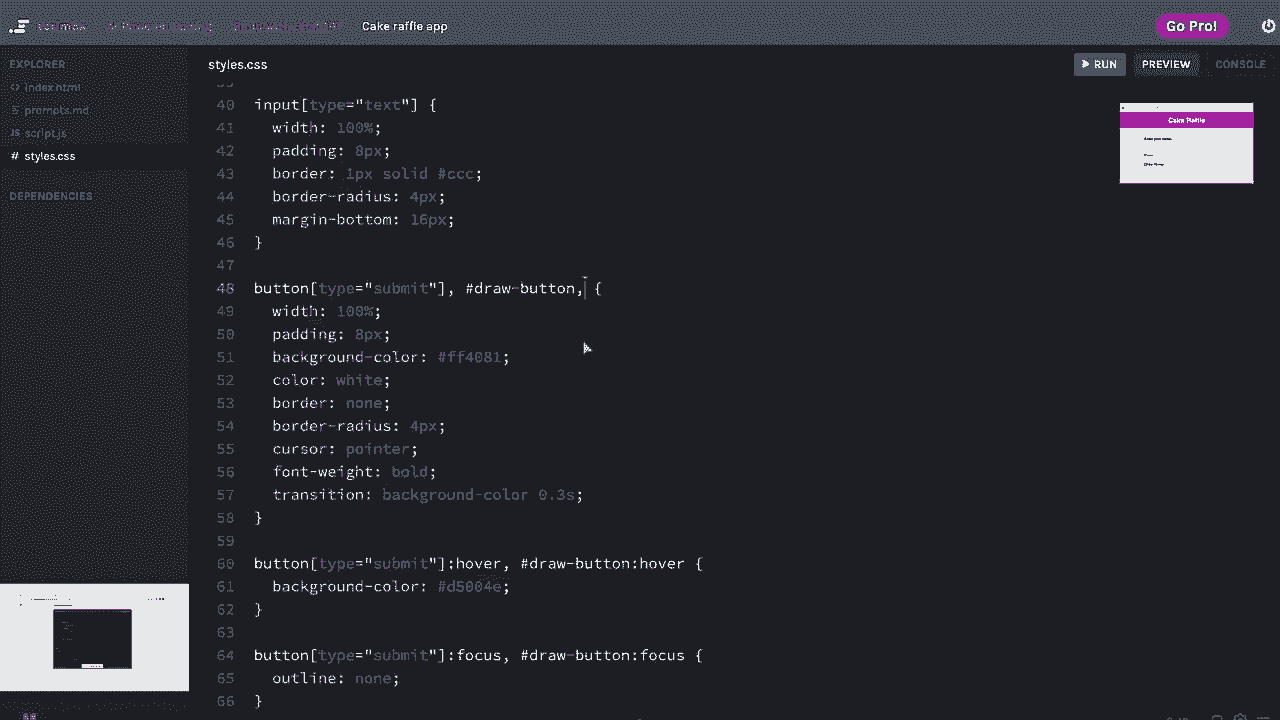 Cake raffle app
Go Pro!
EXPLORER
index.html
prompts.md
JS script.js
# styles.css
DEPENDENCIES
styles.css
RUN
PREVIEW
CONSOLE
40 input[type="text"] {
41 width: 100%;
42 padding: 8px;
43 border: 1px solid #ccc;
44 border-radius: 4px;
45 margin-bottom: 16px;
46 }
47
48 button[type="submit"], #draw-button, {
49 width: 100%;
50 padding: 8px;
51 background-color: #ff4081;
52 color: white;
53 border: none;
54 border-radius: 4px;
55 cursor: pointer;
56 font-weight: bold;
57 transition: background-color 0.3s;
58 }
59
60 button[type="submit"]:hover, #draw-button:hover {
61 background-color: #d5004e;
62 }
63
64 button[type="submit"]:focus, #draw-button:focus {
65 outline: none;
66 }
Cake Raffle